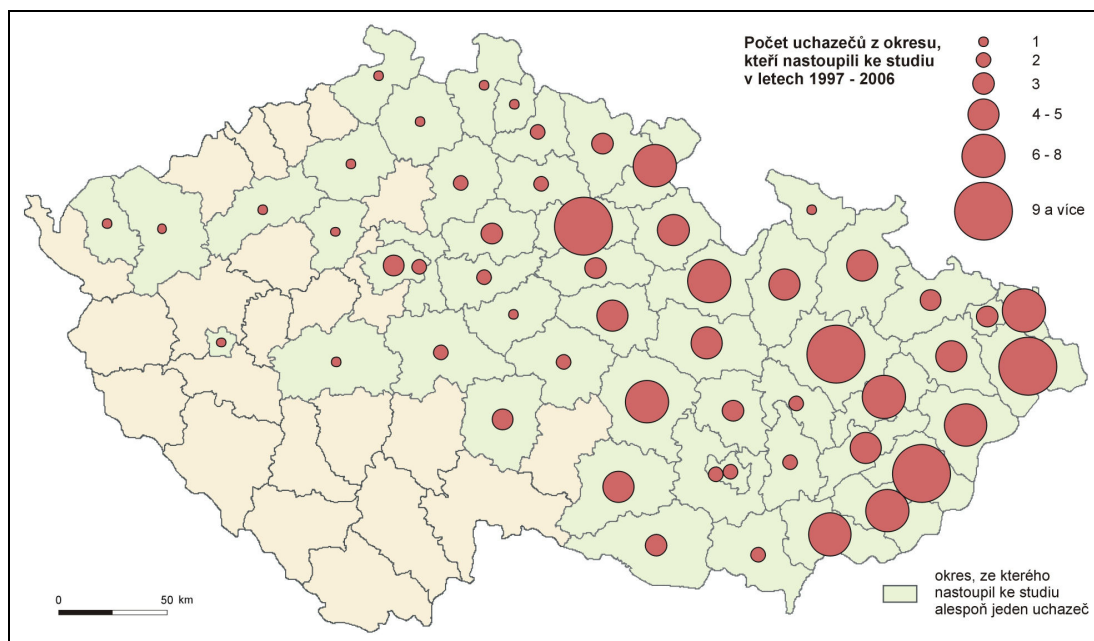 Počet uchazečů z okresu,
kteří nastoupili ke studiu
v letech 1997 - 2006
1
2
3
4 - 5
6 - 8
9 a více
0 50 km
okres, ze kterého
nastoupil ke studiu
alespoň jeden uchazeč